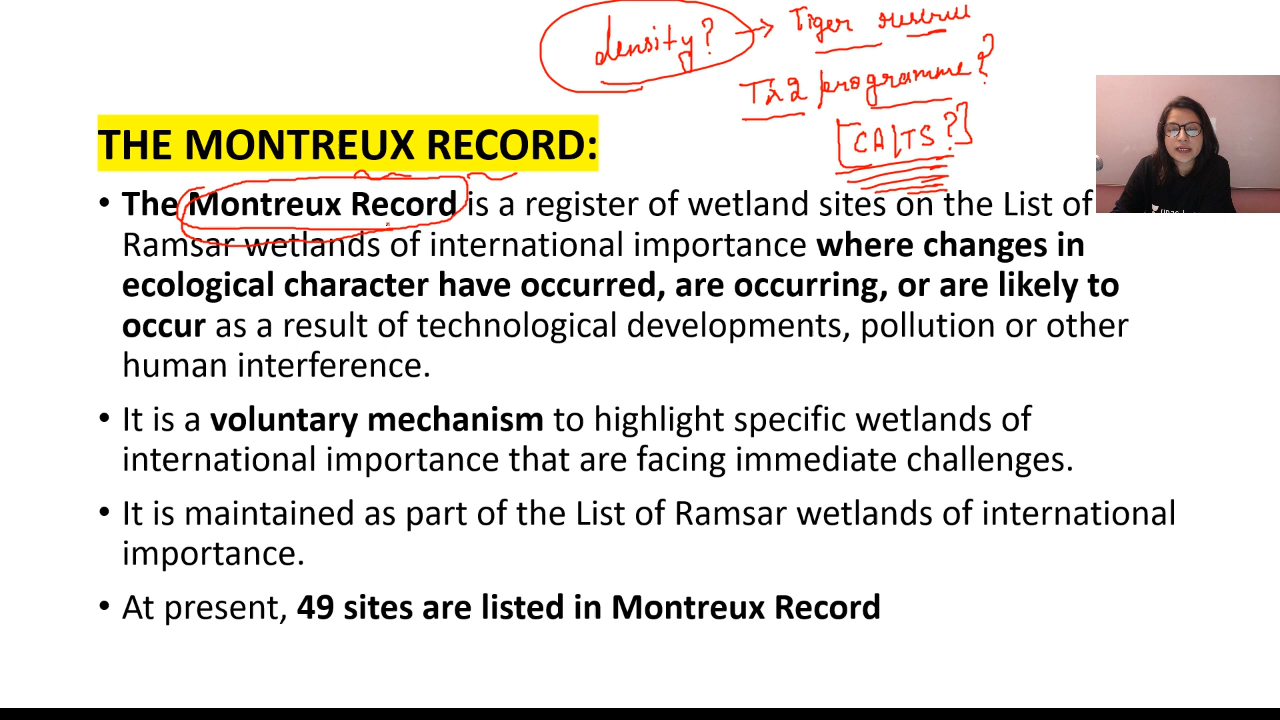 density? → Tiger reserve
Tx2 programme?
[CA|TS?]
THE MONTREUX RECORD:
• The Montreux Record is a register of wetland sites on the List of
Ramsar wetlands of international importance where changes in
ecological character have occurred, are occurring, or are likely to
occur as a result of technological developments, pollution or other
human interference.
• It is a voluntary mechanism to highlight specific wetlands of
international importance that are facing immediate challenges.
• It is maintained as part of the List of Ramsar wetlands of international
importance.
• At present, 49 sites are listed in Montreux Record